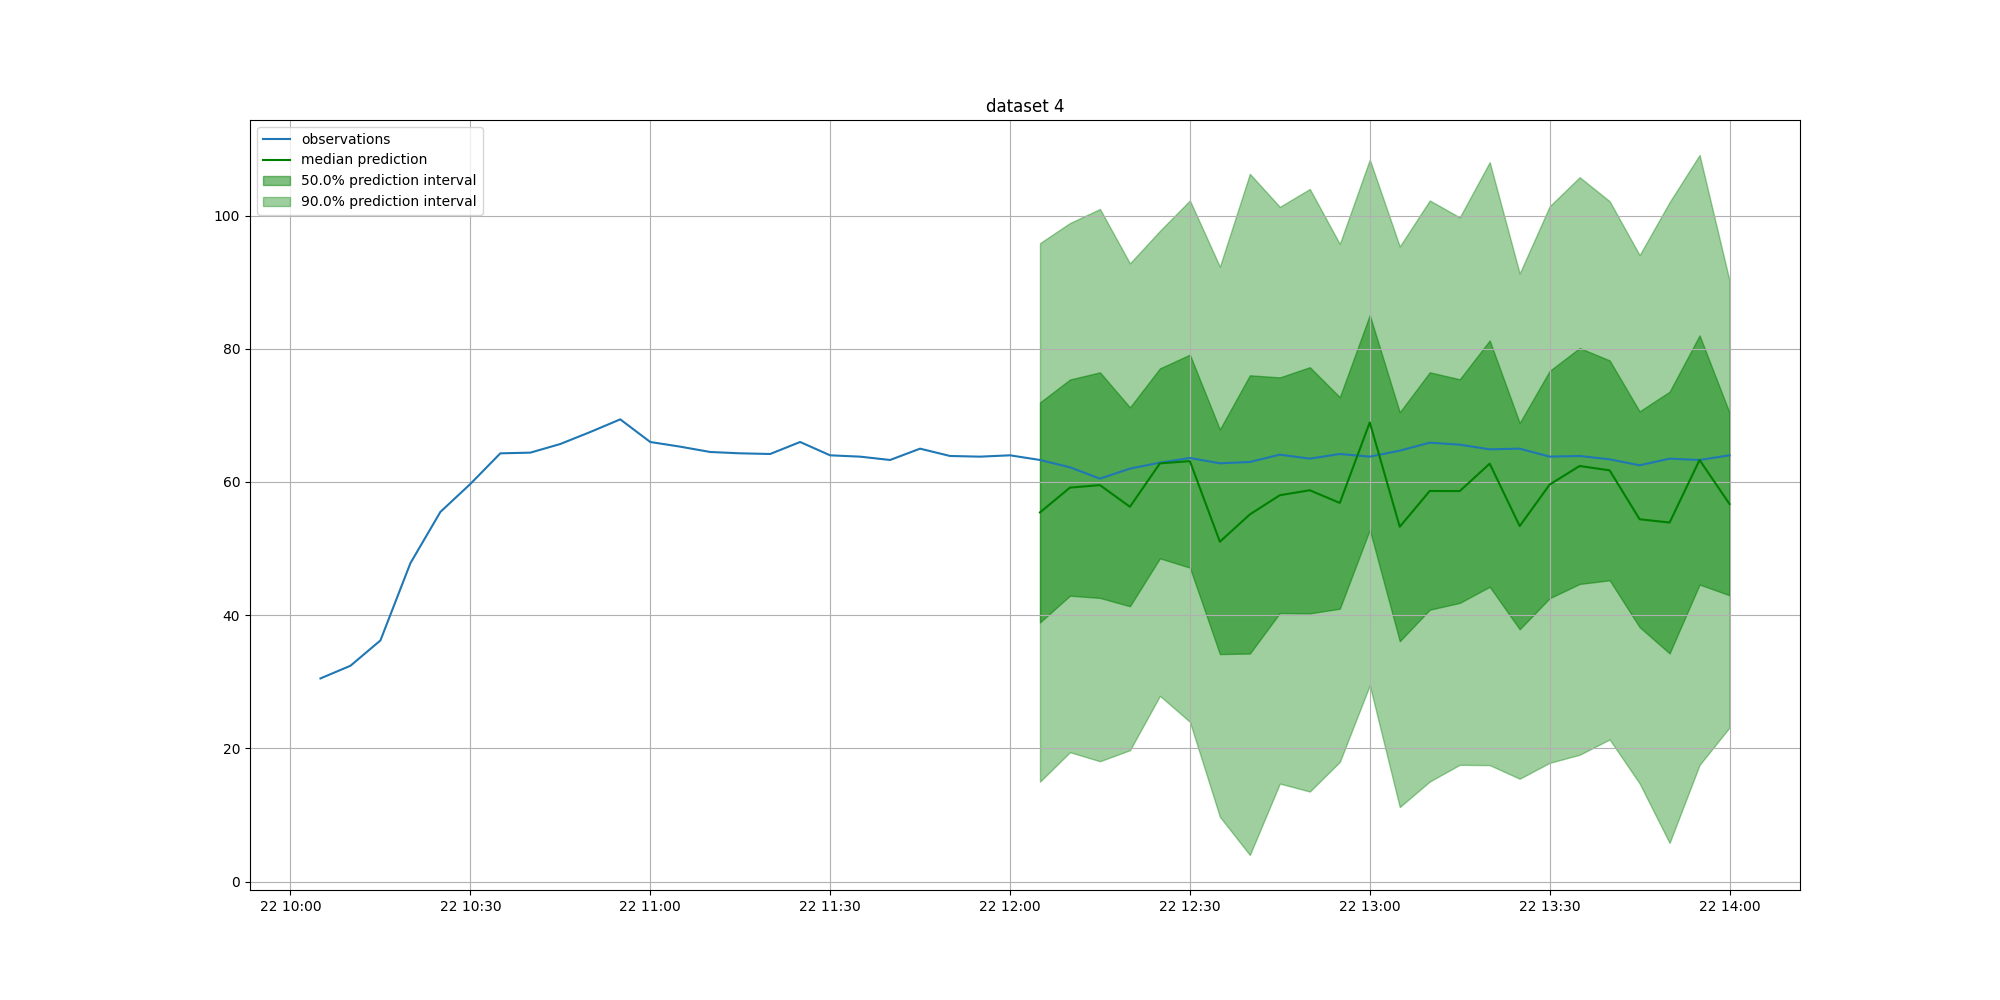 dataset 4
observations
median prediction
50.0% prediction interval
90.0% prediction interval
100
80
60
40
20
0
22 10:00 22 10:30 22 11:00 22 11:30 22 12:00 22 12:30 22 13:00 22 13:30 22 14:00